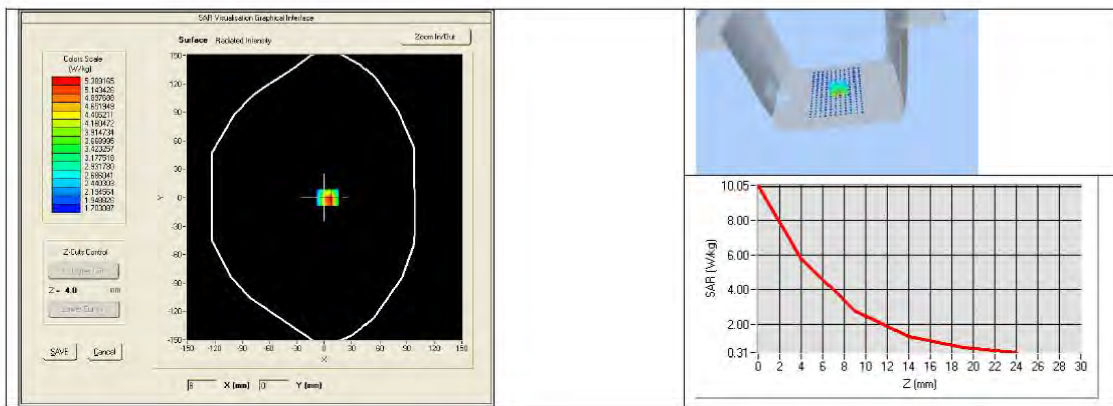 SAR Visualisation Graphical Interface
Surface Radiated Intensity
Zoom In/Out
Colors Scale
(W/kg)
5.389165
5.143426
4.897688
4.651949
4.406211
4.160472
3.914734
3.668995
3.423257
3.177518
2.931780
2.686041
2.440303
2.194564
1.948826
1.703087
150
120
90
60
30
0
-30
-60
-90
-120
-150
Y
-150 -120 -90 -60 -30 0 30 60 90 120 150
X
Z-Cuts Control
Z = 4.0 mm
SAVE
Cancel
X (mm) 0 Y (mm)
10.05
8.00
6.00
4.00
2.00
0.31
SAR (W/kg)
0 2 4 6 8 10 12 14 16 18 20 22 24 26 28 30
Z (mm)